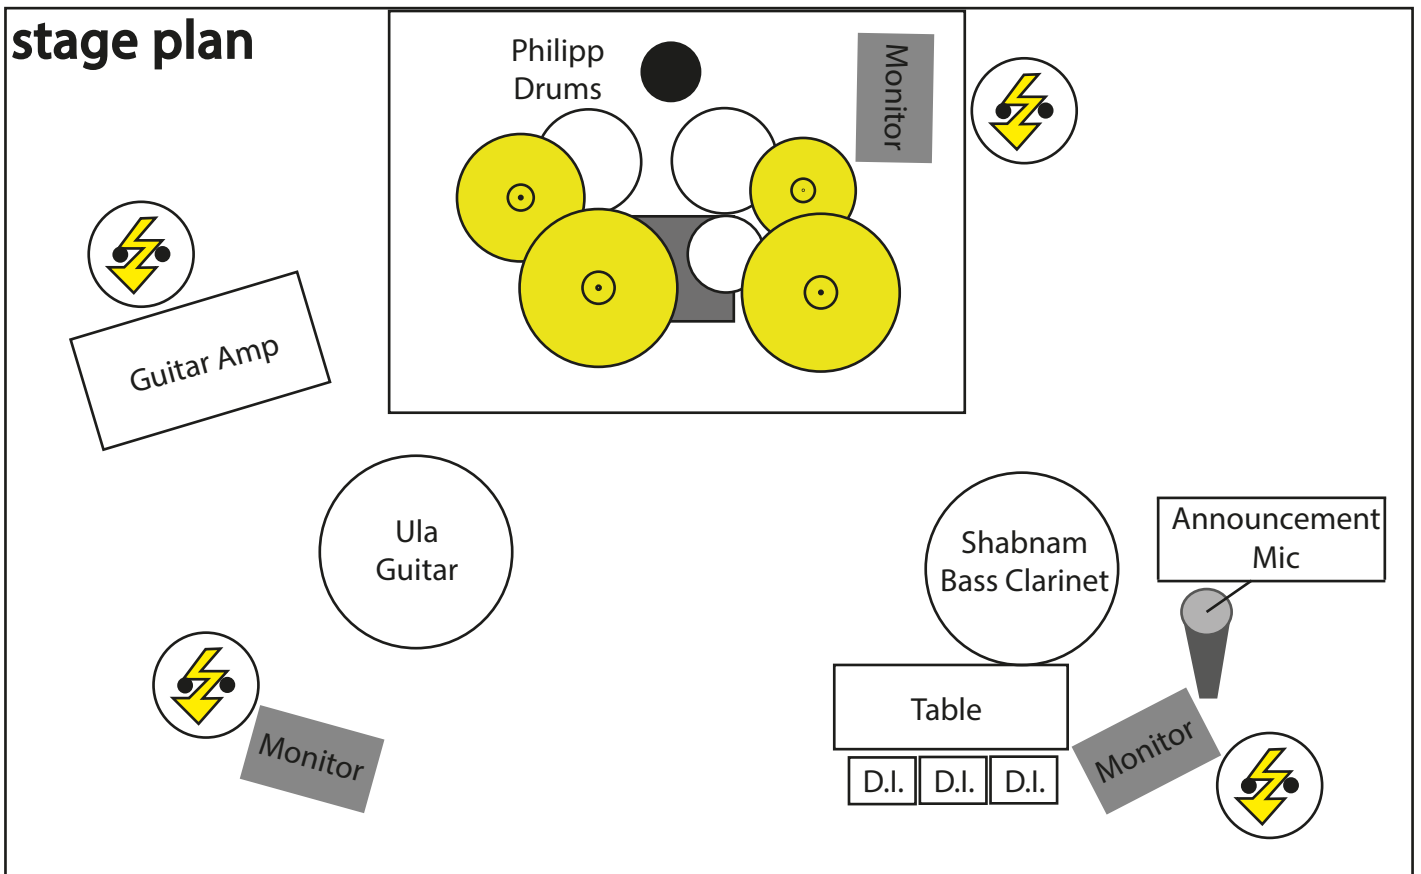 stage plan
Philipp
Drums
Monitor
Guitar Amp
Ula
Guitar
Shabnam
Bass Clarinet
Announcement
Mic
Table
Monitor
Monitor
D.I.
D.I.
D.I.